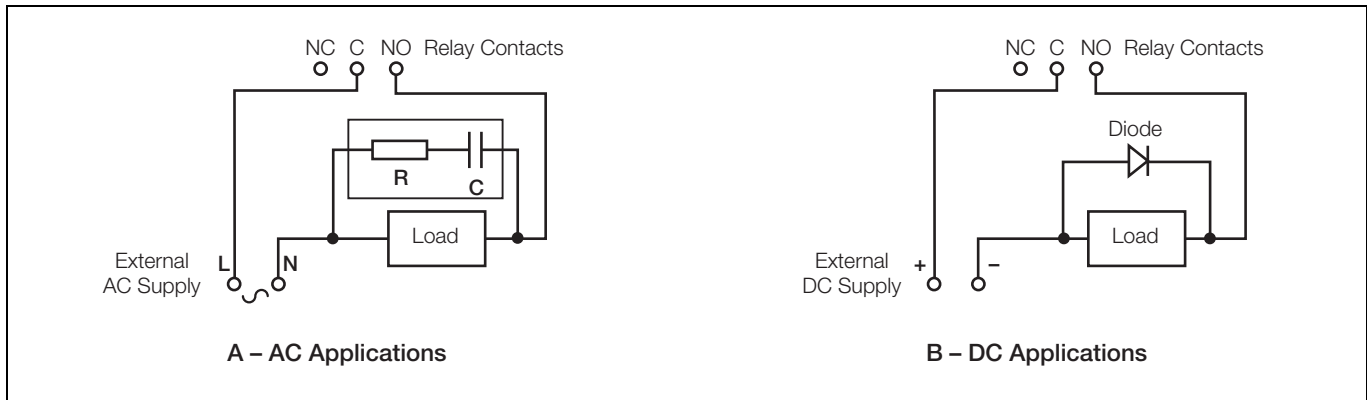 NC C NO Relay Contacts
R
C
Load
External
AC Supply
L
N
A – AC Applications
NC C NO Relay Contacts
Diode
Load
External
DC Supply
+
–
B – DC Applications